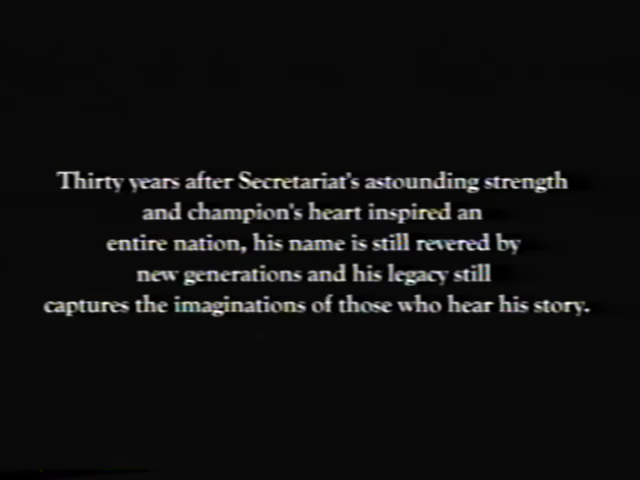 Thirty years after Secretariat's astounding strength
and champion's heart inspired an
entire nation, his name is still revered by
new generations and his legacy still
captures the imaginations of those who hear his story.